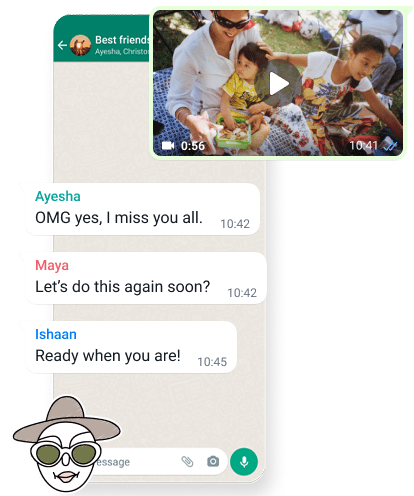 Best friends
Ayesha, Christo
0:56
10:41
Ayesha
OMG yes, I miss you all.
10:42
Maya
Let's do this again soon?
10:42
Ishaan
Ready when you are!
10:45
essage